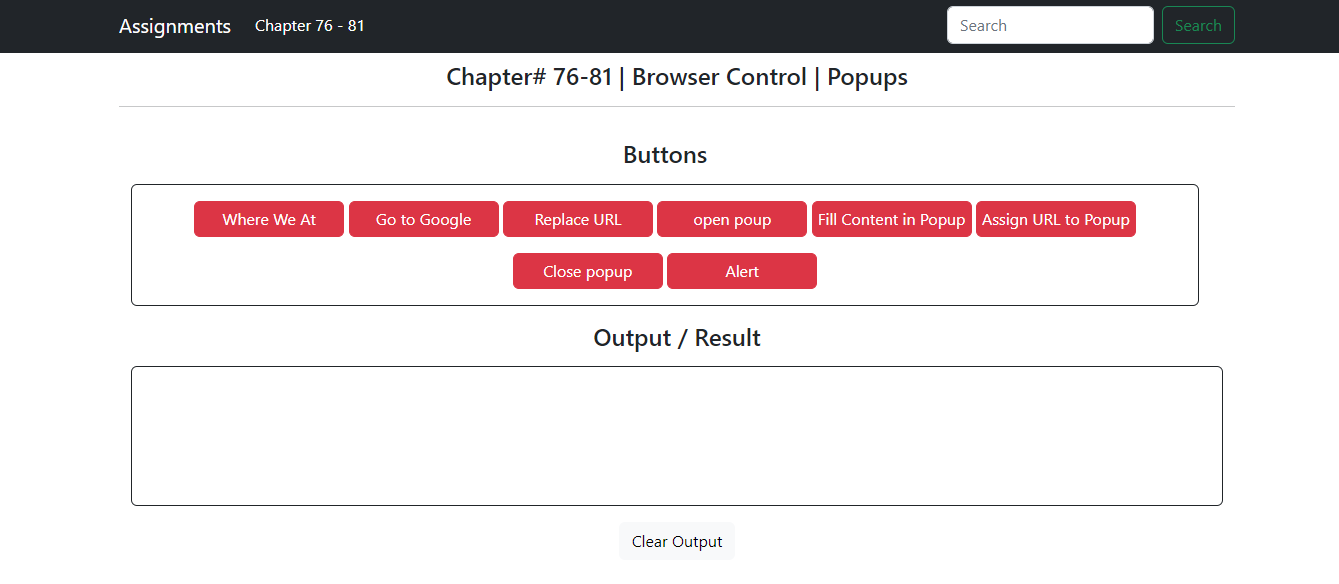 Assignments Chapter 76 - 81 Search Search
Chapter# 76-81 | Browser Control | Popups
Buttons
Where We At Go to Google Replace URL open poup Fill Content in Popup Assign URL to Popup
Close popup Alert
Output / Result
Clear Output